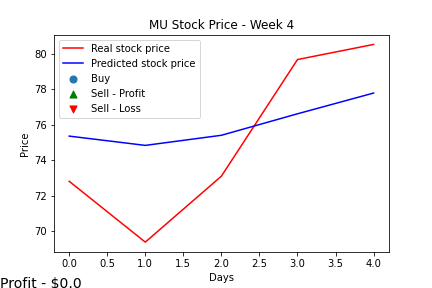 MU Stock Price - Week 4
Real stock price
Predicted stock price
Buy
Sell - Profit
Sell - Loss
80
78
76
74
72
70
Price
0.0 0.5 1.0 1.5 2.0 2.5 3.0 3.5 4.0
Days
Profit - $0.0